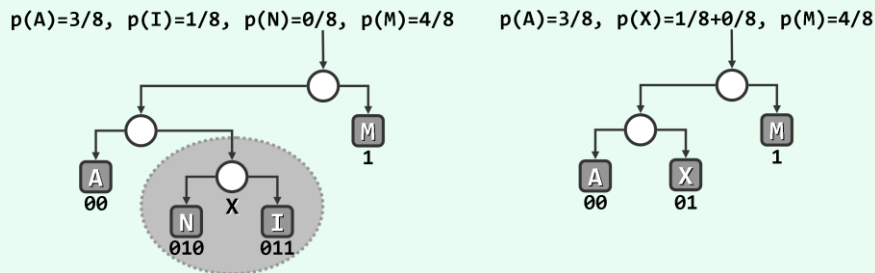 p(A)=3/8, p(I)=1/8, p(N)=0/8, p(M)=4/8
p(A)=3/8, p(X)=1/8+0/8, p(M)=4/8
M
1
A
00
X
N
010
I
011
M
1
A
00
X
01